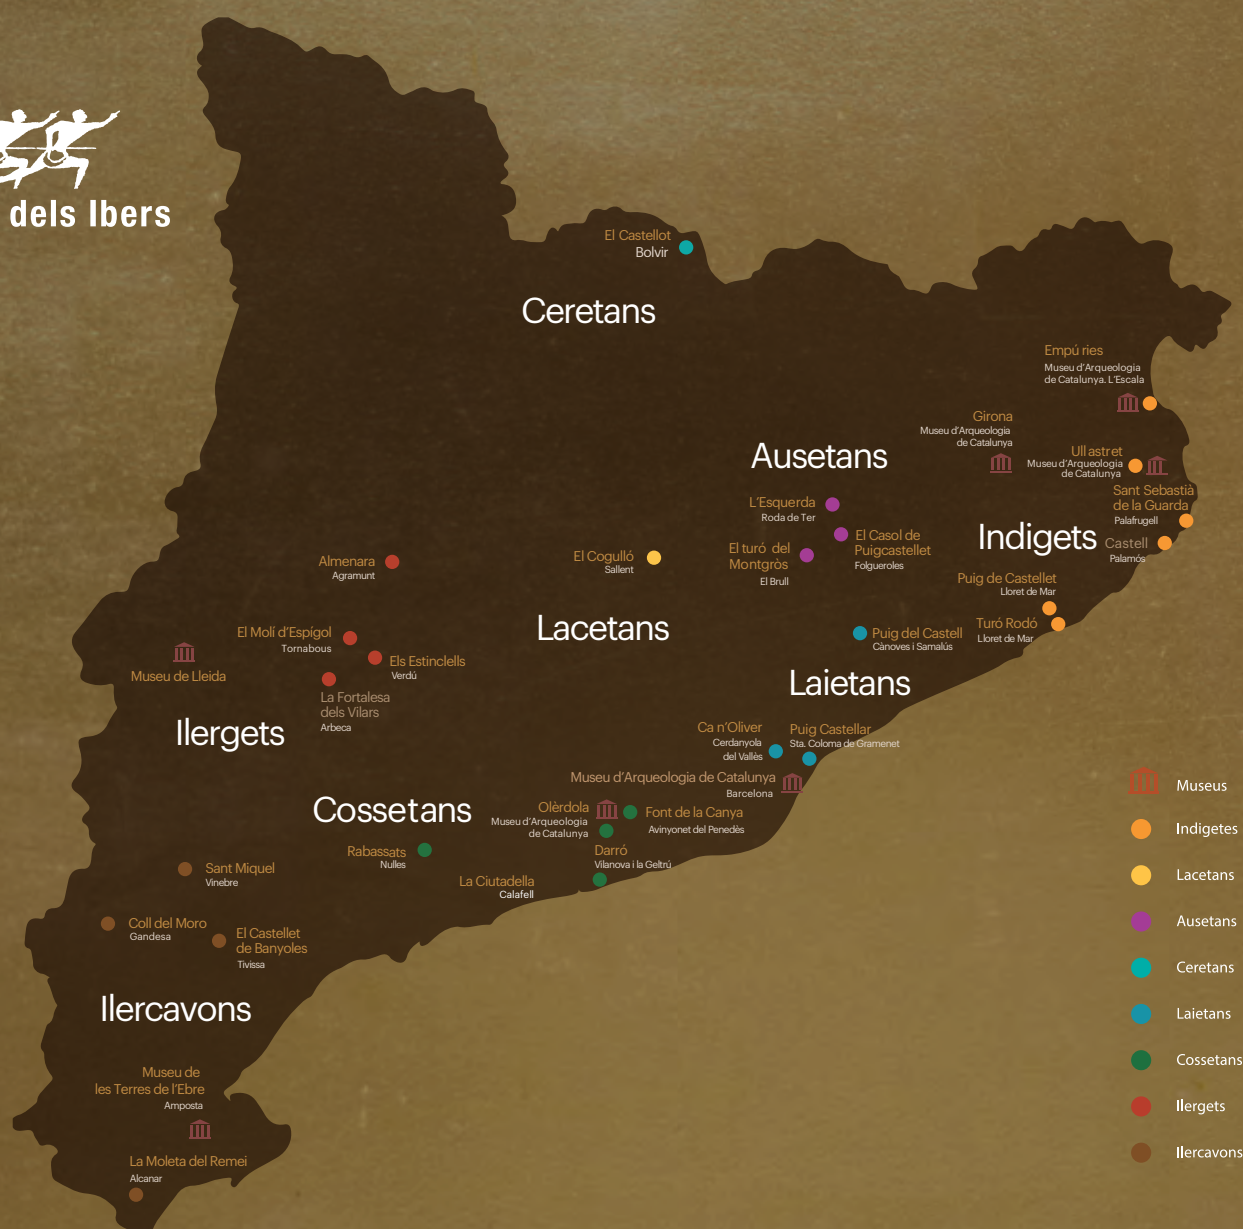 dels Ibers
El Castellot
Bolvir
Ceretans
Empú ries
Museu d'Arqueologia
de Catalunya. L'Escala
Girona
Museu d'Arqueologia
de Catalunya
Ausetans
Ull astret
Museu d'Arqueologia
de Catalunya
Sant Sebastià
de la Guarda
Palafrugell
L'Esquerda
Roda de Ter
El Casol de
Puigcastellet
Folgueroles
Indigets
Castell
Palamós
El turó del
Montgròs
El Brull
El Cogulló
Sallent
Almenara
Agramunt
Puig de Castellet
Lloret de Mar
Turó Rodó
Lloret de Mar
Lacetans
El Molí d'Espígol
Tornabous
Puig del Castell
Cànoves i Samalús
Els Estinclells
Verdú
Museu de Lleida
Laietans
La Fortalesa
dels Vilars
Arbeca
Ilergets
Ca n'Oliver
Cerdanyola
del Vallès
Puig Castellar
Sta. Coloma de Gramenet
Museu d'Arqueologia de Catalunya
Barcelona
Cossetans
Olèrdola
Museu d'Arqueologia
de Catalunya
Font de la Canya
Avinyonet del Penedès
Rabassats
Nulles
Darró
Vilanova i la Geltrú
La Ciutadella
Calafell
Sant Miquel
Vinebre
Coll del Moro
Gandesa
El Castellet
de Banyoles
Tivissa
Ilercavons
Museu de
les Terres de l'Ebre
Amposta
La Moleta del Remei
Alcanar
Museus
Indigetes
Lacetans
Ausetans
Ceretans
Laietans
Cossetans
Ilergets
Ilercavons